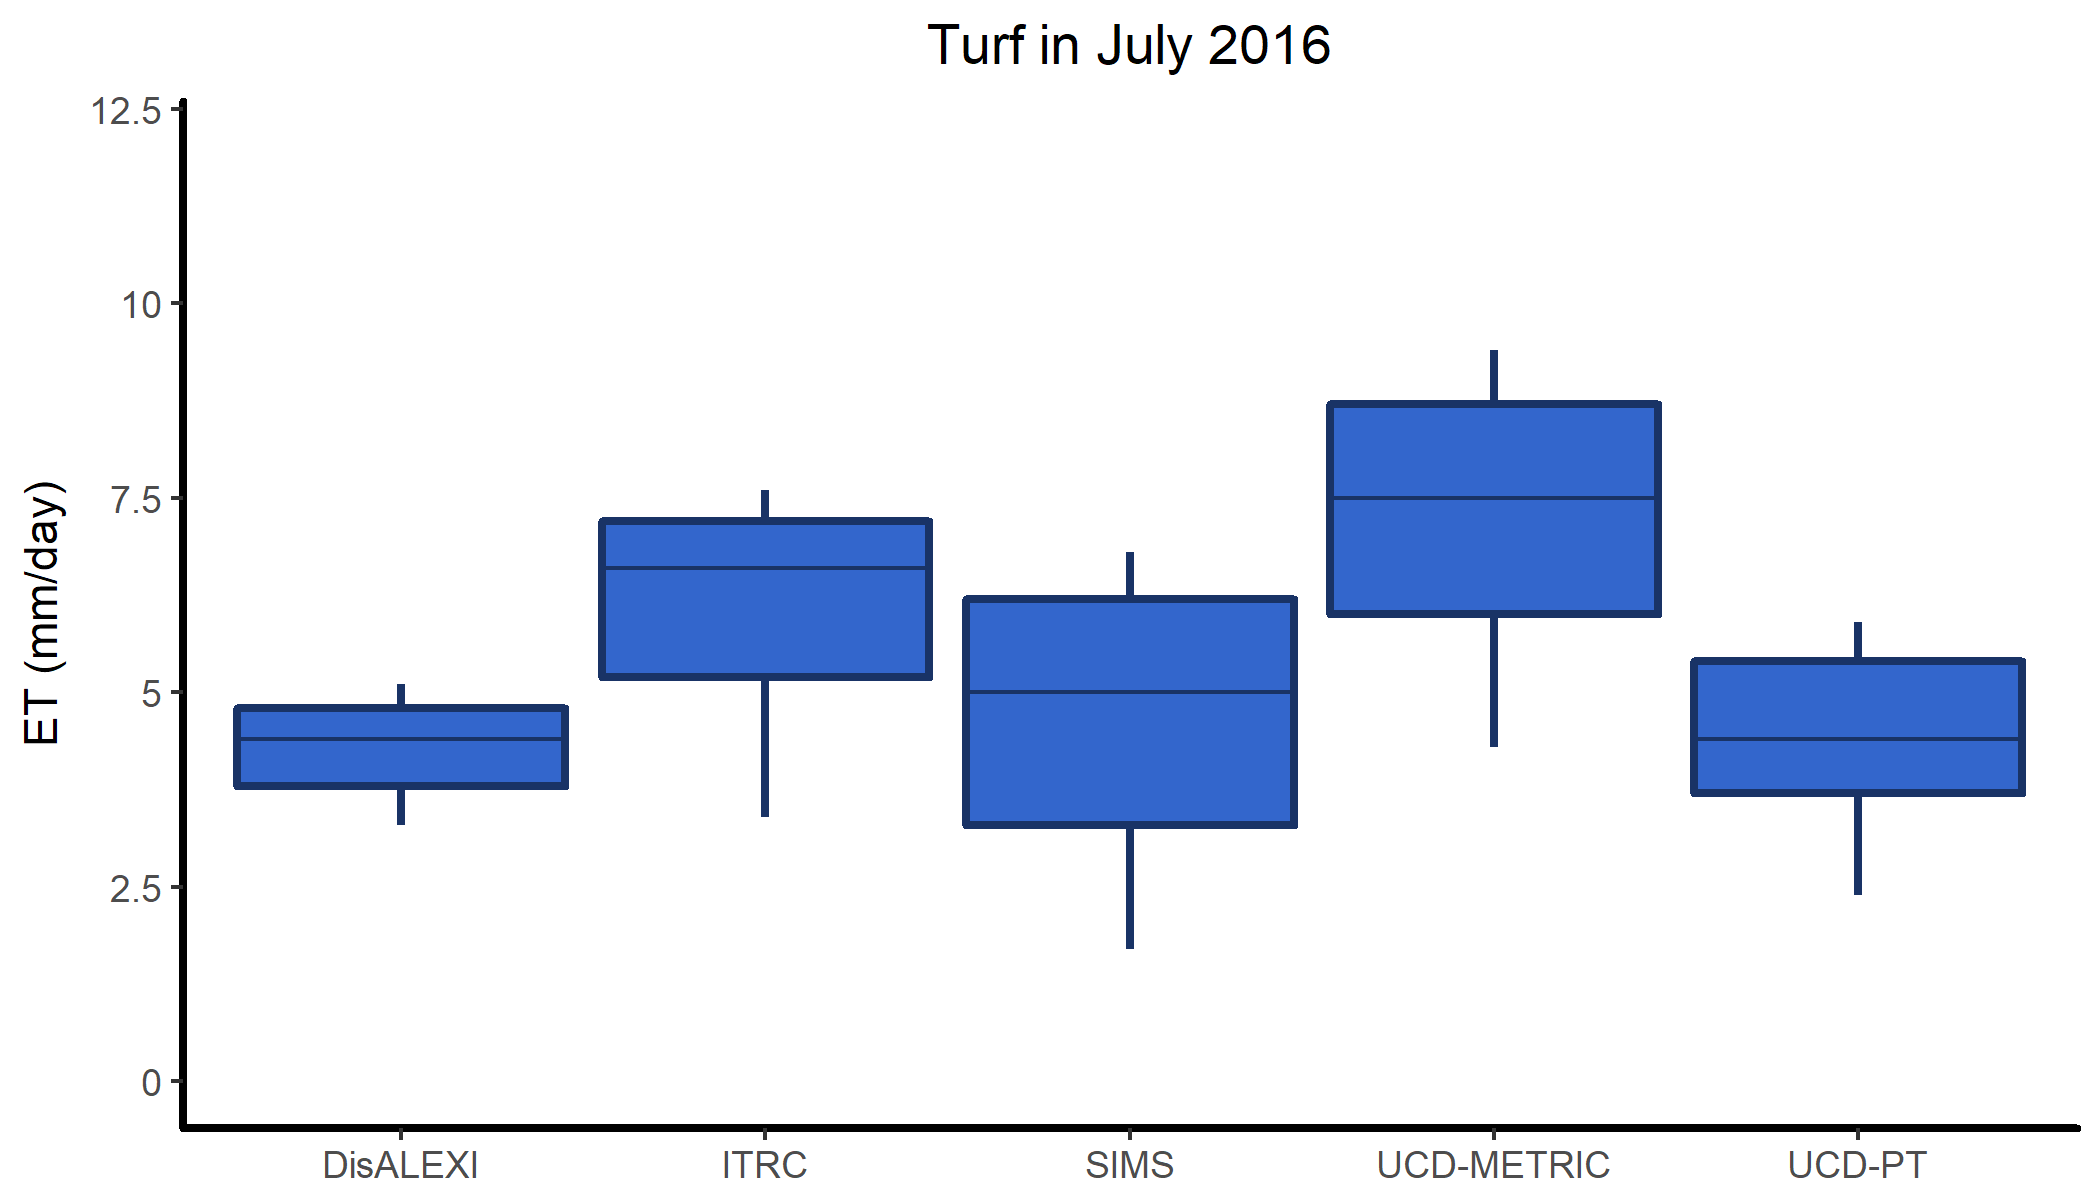 Turf in July 2016
ET (mm/day)
12.5
10
7.5
5
2.5
0
DisALEXI ITRC SIMS UCD-METRIC UCD-PT